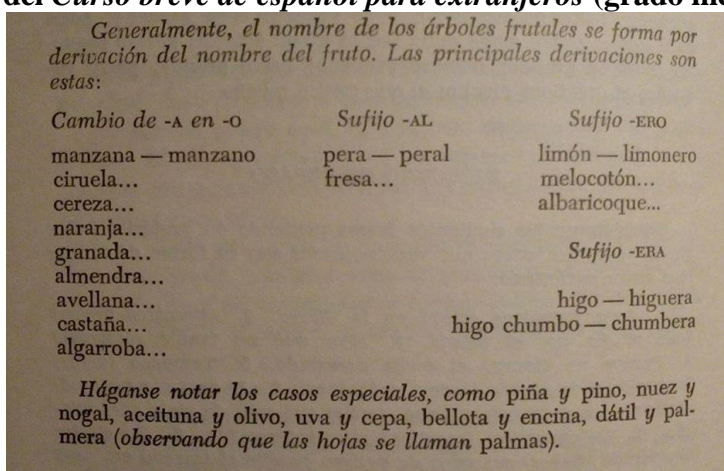 del Curso breve de español para extranjeros (grado me
Generalmente, el nombre de los árboles frutales se forma por
derivación del nombre del fruto. Las principales derivaciones son
estas:
Cambio de -A en -O Sufijo -AL Sufijo -ERO
manzana — manzano pera — peral limón — limonero
ciruela... fresa... melocotón...
cereza... albaricoque...
naranja...
granada... Sufijo -ERA
almendra...
avellana... higo — higuera
castaña... higo chumbo — chumbera
algarroba...
Háganse notar los casos especiales, como piña y pino, nuez y
nogal, aceituna y olivo, uva y cepa, bellota y encina, dátil y pal-
mera (observando que las hojas se llaman palmas).